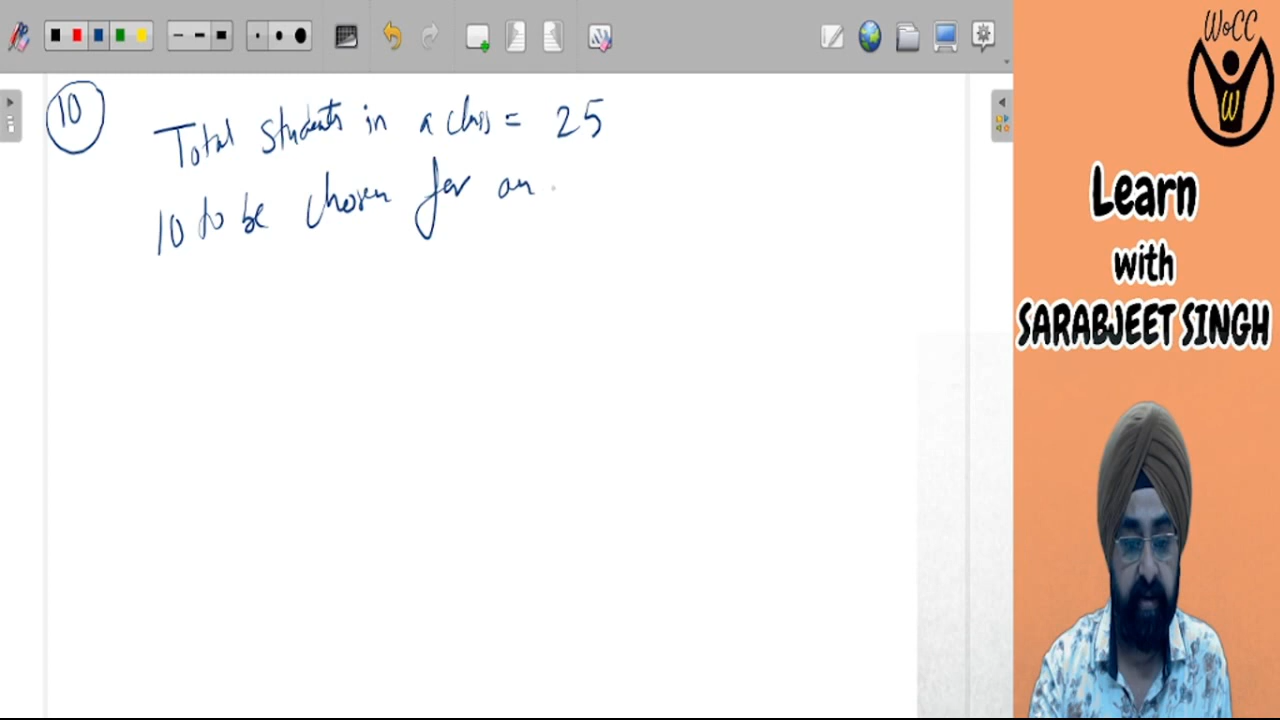 10
Total Students in a class = 25
10 to be chosen for an
WoCC
W
Learn
with
SARABJEET SINGH